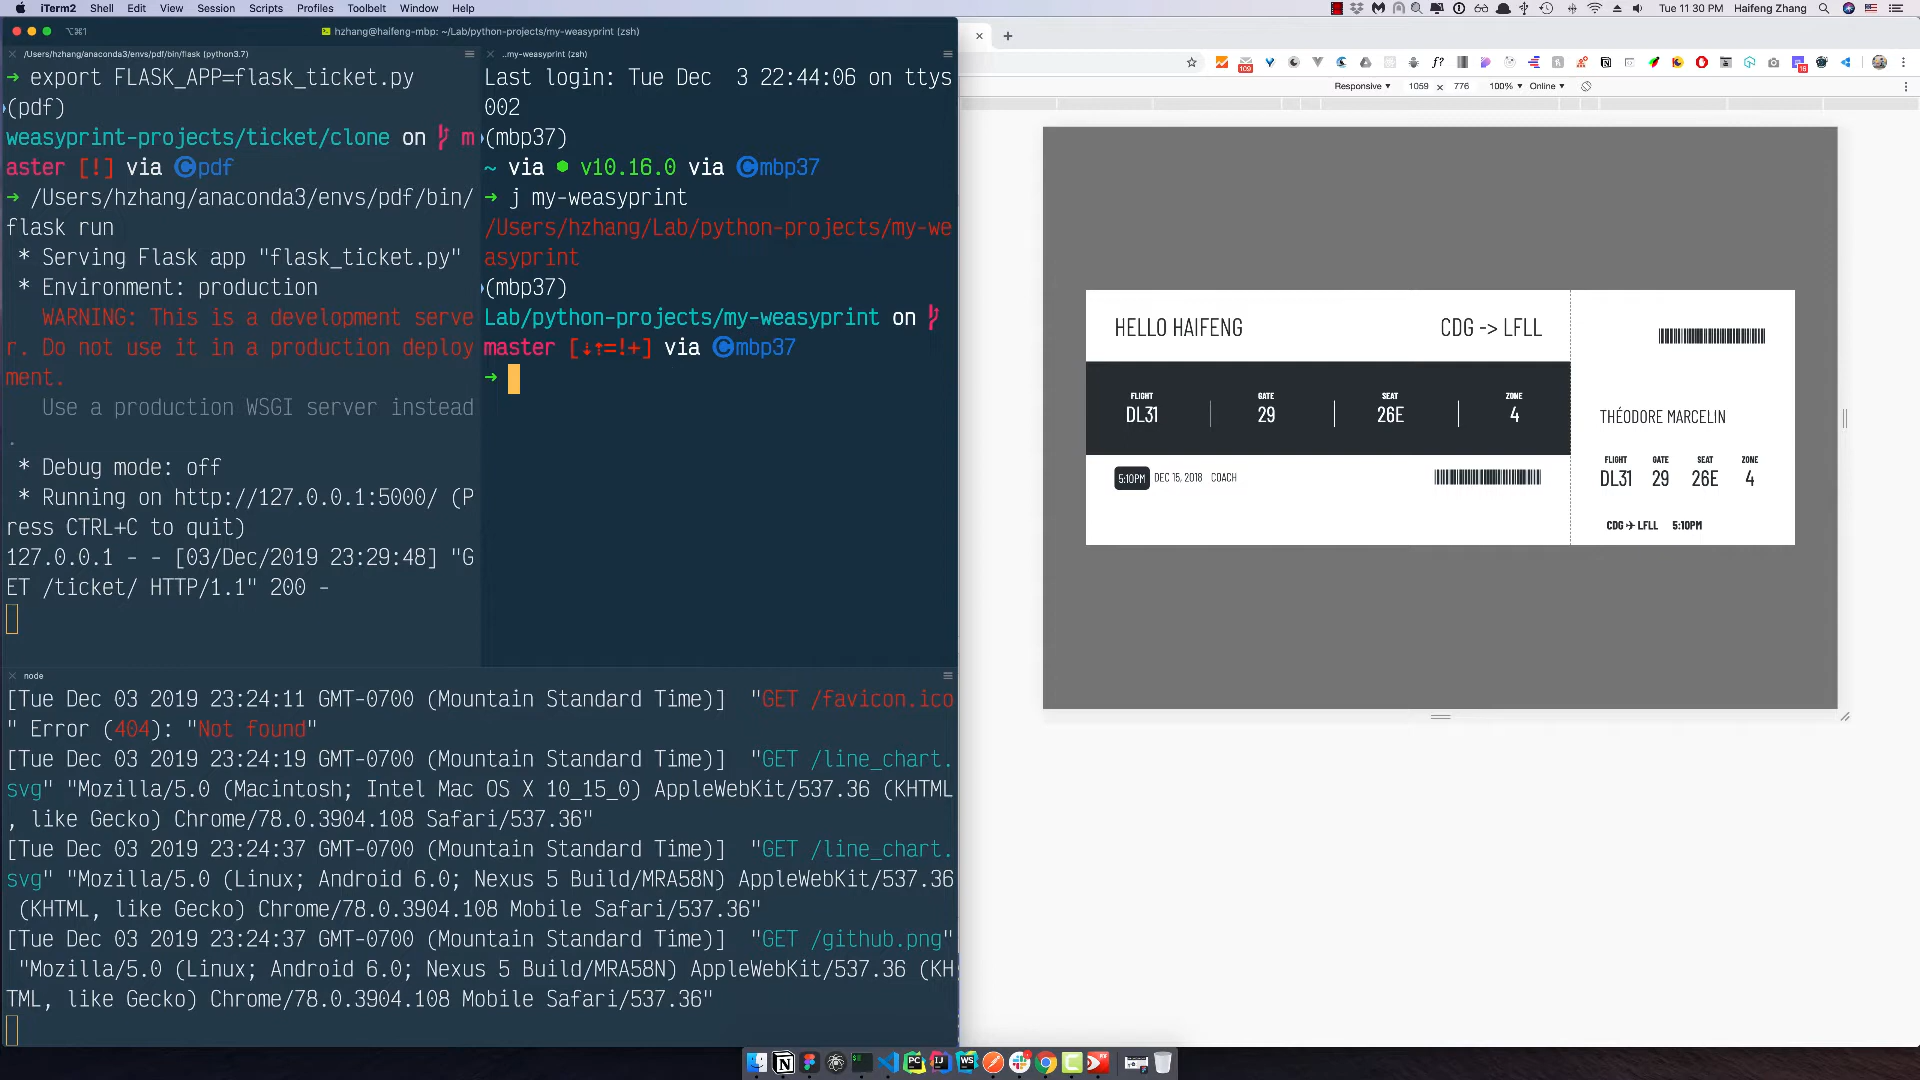 iTerm2 Shell Edit View Session Scripts Profiles Toolbelt Window Help
Tue 11 30 PM Haifeng Zhang
⌥⌘1
hzhang@haifeng-mbp: ~/Lab/python-projects/my-weasyprint (zsh)
/Users/hzhang/anaconda3/envs/pdf/bin/flask (python3.7)
→ export FLASK_APP=flask_ticket.py
(pdf)
weasyprint-projects/ticket/clone on m
aster [!] via Ⓒpdf
→ /Users/hzhang/anaconda3/envs/pdf/bin/
flask run
* Serving Flask app "flask_ticket.py"
* Environment: production
WARNING: This is a development serve
r. Do not use it in a production deploy
ment.
Use a production WSGI server instead
.
* Debug mode: off
* Running on http://127.0.0.1:5000/ (P
ress CTRL+C to quit)
127.0.0.1 - - [03/Dec/2019 23:29:48] "G
ET /ticket/ HTTP/1.1" 200 -
..my-weasyprint (zsh)
Last login: Tue Dec  3 22:44:06 on ttys
002
(mbp37)
~ via ⬢ v10.16.0 via Ⓒmbp37
→ j my-weasyprint
/Users/hzhang/Lab/python-projects/my-we
asyprint
(mbp37)
Lab/python-projects/my-weasyprint on
master [↓↑=!+] via Ⓒmbp37
→
node
[Tue Dec 03 2019 23:24:11 GMT-0700 (Mountain Standard Time)]  "GET /favicon.ico
" Error (404): "Not found"
[Tue Dec 03 2019 23:24:19 GMT-0700 (Mountain Standard Time)]  "GET /line_chart.
svg" "Mozilla/5.0 (Macintosh; Intel Mac OS X 10_15_0) AppleWebKit/537.36 (KHTML
, like Gecko) Chrome/78.0.3904.108 Safari/537.36"
[Tue Dec 03 2019 23:24:37 GMT-0700 (Mountain Standard Time)]  "GET /line_chart.
svg" "Mozilla/5.0 (Linux; Android 6.0; Nexus 5 Build/MRA58N) AppleWebKit/537.36
(KHTML, like Gecko) Chrome/78.0.3904.108 Mobile Safari/537.36"
[Tue Dec 03 2019 23:24:37 GMT-0700 (Mountain Standard Time)]  "GET /github.png"
"Mozilla/5.0 (Linux; Android 6.0; Nexus 5 Build/MRA58N) AppleWebKit/537.36 (KH
TML, like Gecko) Chrome/78.0.3904.108 Mobile Safari/537.36"
Responsive ▾ 1059 × 776 100% ▾ Online ▾
HELLO HAIFENG CDG -> LFLL
FLIGHT GATE SEAT ZONE
DL31 29 26E 4
5:10PM DEC 15, 2018 COACH
THÉODORE MARCELIN
FLIGHT GATE SEAT ZONE
DL31 29 26E 4
CDG ✈ LFLL 5:10PM